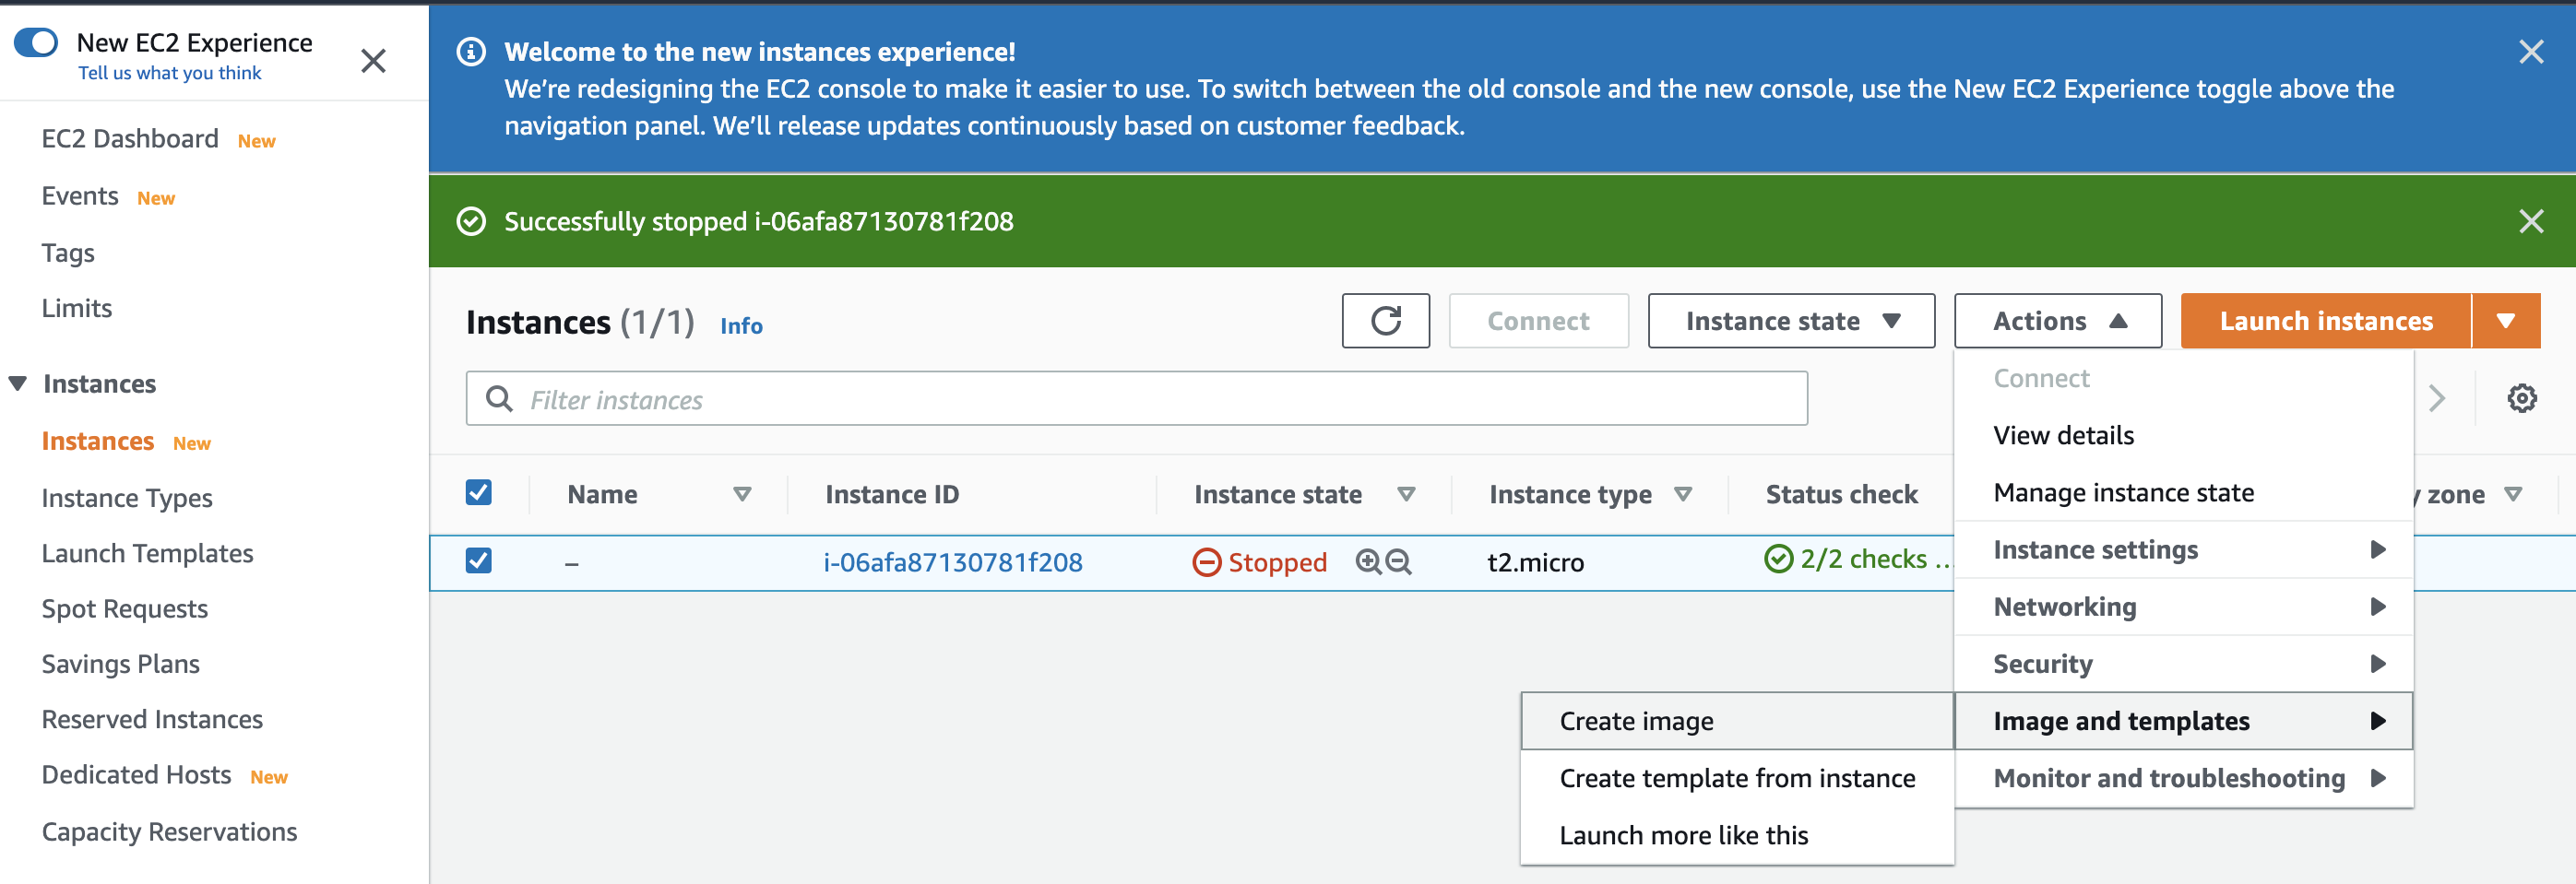 New EC2 Experience
Tell us what you think
EC2 Dashboard New
Events New
Tags
Limits
Instances
Instances New
Instance Types
Launch Templates
Spot Requests
Savings Plans
Reserved Instances
Dedicated Hosts New
Capacity Reservations
Welcome to the new instances experience!
We’re redesigning the EC2 console to make it easier to use. To switch between the old console and the new console, use the New EC2 Experience toggle above the
navigation panel. We’ll release updates continuously based on customer feedback.
Successfully stopped i-06afa87130781f208
Instances (1/1) Info
Connect
Instance state
Actions
Launch instances
Filter instances
Name Instance ID Instance state Instance type Status check y zone
– i-06afa87130781f208 Stopped t2.micro 2/2 checks ...
Connect
View details
Manage instance state
Instance settings
Networking
Security
Image and templates
Monitor and troubleshooting
Create image
Create template from instance
Launch more like this